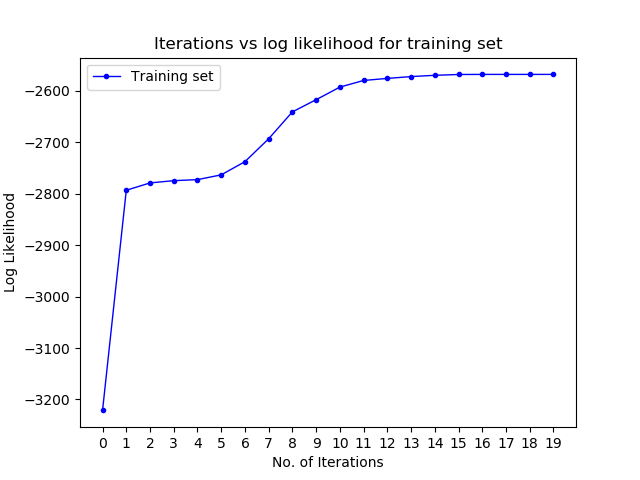 Iterations vs log likelihood for training set
Training set
−2600
−2700
−2800
−2900
−3000
−3100
−3200
Log Likelihood
0 1 2 3 4 5 6 7 8 9 10 11 12 13 14 15 16 17 18 19
No. of Iterations